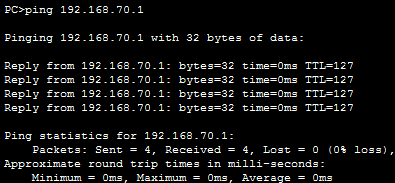 PC>ping 192.168.70.1
Pinging 192.168.70.1 with 32 bytes of data:
Reply from 192.168.70.1: bytes=32 time=0ms TTL=127
Reply from 192.168.70.1: bytes=32 time=0ms TTL=127
Reply from 192.168.70.1: bytes=32 time=0ms TTL=127
Reply from 192.168.70.1: bytes=32 time=0ms TTL=127
Ping statistics for 192.168.70.1:
Packets: Sent = 4, Received = 4, Lost = 0 (0% loss),
Approximate round trip times in milli-seconds:
Minimum = 0ms, Maximum = 0ms, Average = 0ms